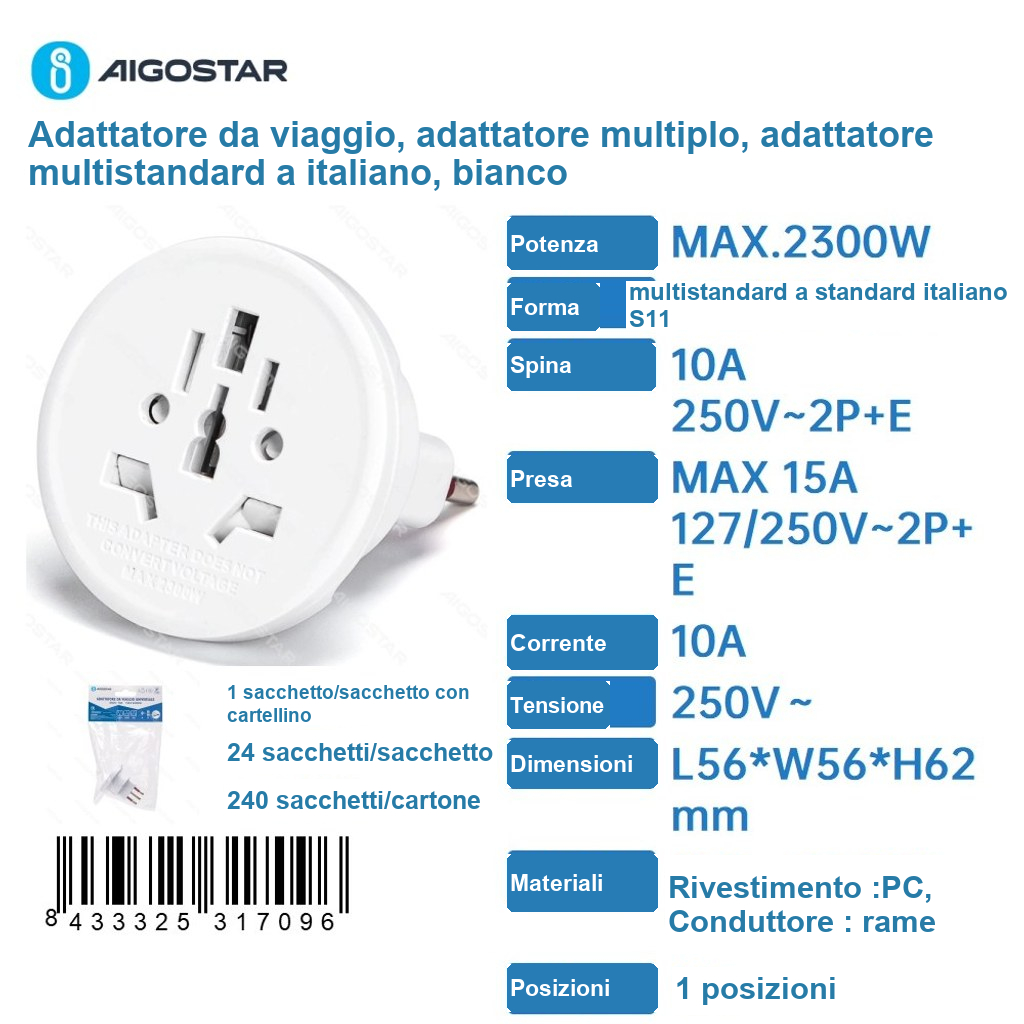 AIGOSTAR
Adattatore da viaggio, adattatore multiplo, adattatore
multistandard a italiano, bianco
Potenza
MAX.2300W
Forma
multistandard a standard italiano
S11
Spina
10A
250V~2P+E
Presa
MAX 15A
127/250V~2P+
E
Corrente
10A
Tensione
250V~
Dimensioni
L56*W56*H62
mm
Materiali
Rivestimento :PC,
Conduttore : rame
Posizioni
1 posizioni
THIS ADAPTER DOES NOT
CONVERT VOLTAGE
MAX.2300W
AIGOSTAR
1 sacchetto/sacchetto con
cartellino
24 sacchetti/sacchetto
240 sacchetti/cartone
8 433325 317096